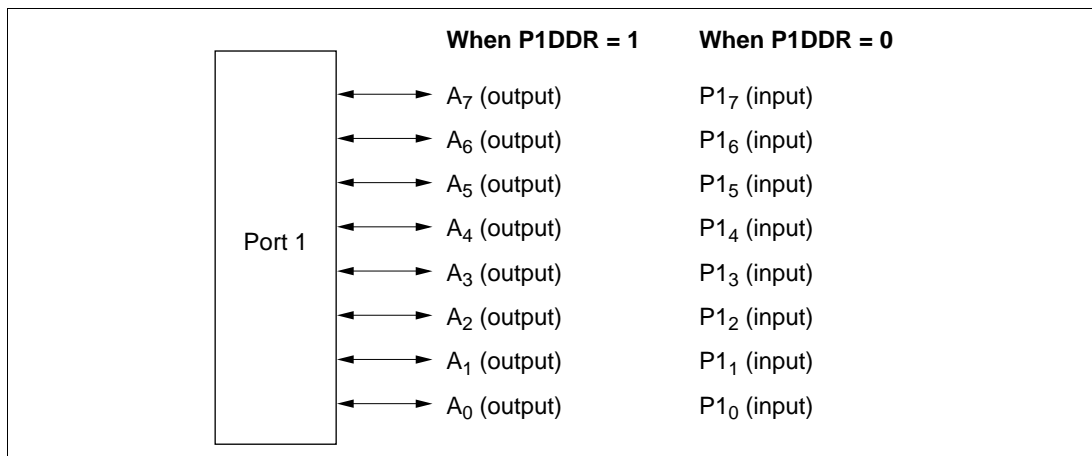 When P1DDR = 1 When P1DDR = 0
A7 (output) P17 (input)
A6 (output) P16 (input)
A5 (output) P15 (input)
A4 (output) P14 (input)
Port 1
A3 (output) P13 (input)
A2 (output) P12 (input)
A1 (output) P11 (input)
A0 (output) P10 (input)